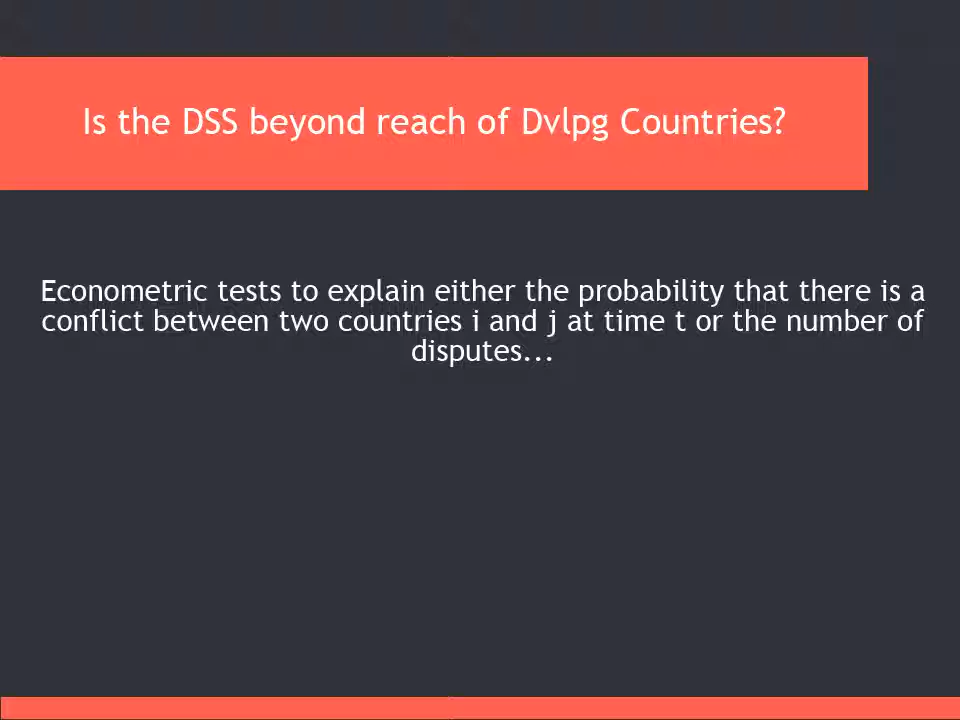 Is the DSS beyond reach of Dvlpg Countries?
Econometric tests to explain either the probability that there is a
conflict between two countries i and j at time t or the number of
disputes...